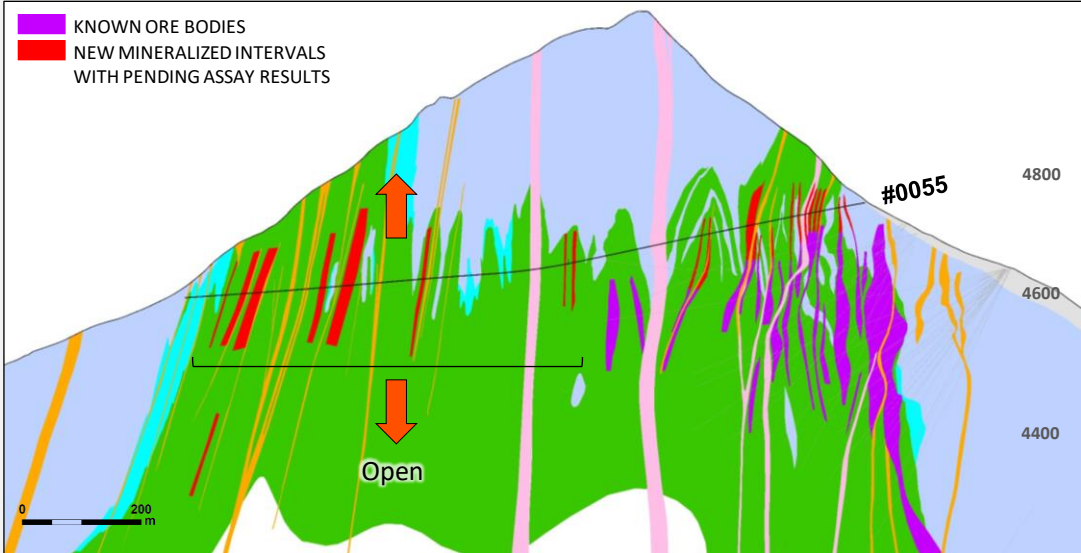 KNOWN ORE BODIES
NEW MINERALIZED INTERVALS
WITH PENDING ASSAY RESULTS
#0055
4800
4600
4400
Open
0 200
m